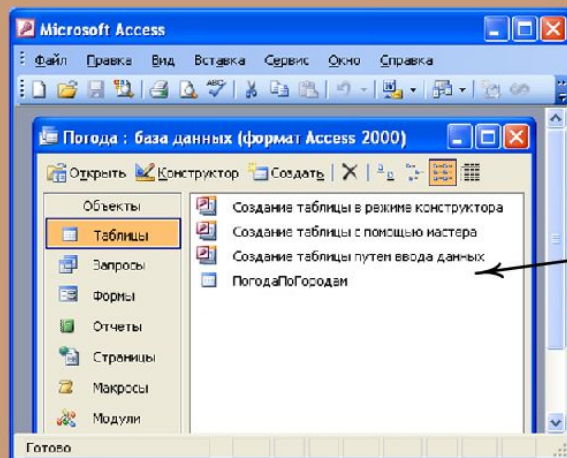 Microsoft Access
Файл Правка Вид Вставка Сервис Окно Справка
Погода : база данных (формат Access 2000)
Открыть Конструктор Создать
Объекты
Таблицы
Запросы
Формы
Отчеты
Страницы
Макросы
Модули
Создание таблицы в режиме конструктора
Создание таблицы с помощью мастера
Создание таблицы путем ввода данных
ПогодаПоГородам
Готово